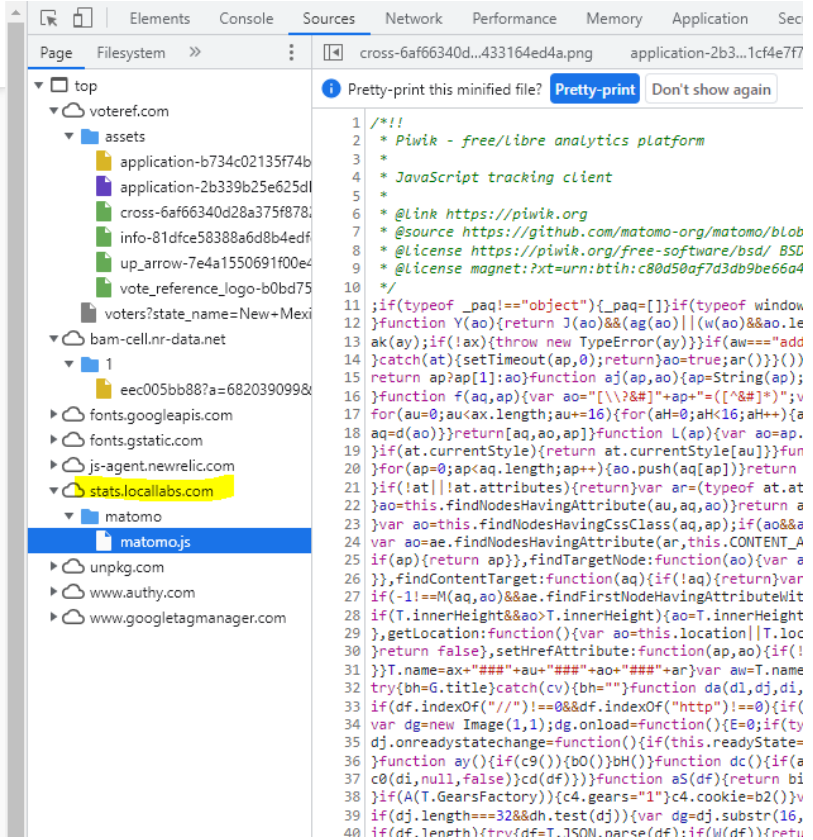 Elements Console Sources Network Performance Memory Application Sec
Page Filesystem »
cross-6af66340d...433164ed4a.png application-2b3...1cf4e7f7
top
voteref.com
assets
application-b734c02135f74b
application-2b339b25e625d
cross-6af66340d28a375f878
info-81dfce58388a6d8b4edf
up_arrow-7e4a1550691f00e4
vote_reference_logo-b0bd75
voters?state_name=New+Mexi
bam-cell.nr-data.net
1
eec005bb88?a=682039099&
fonts.googleapis.com
fonts.gstatic.com
js-agent.newrelic.com
stats.locallabs.com
matomo
matomo.js
unpkg.com
www.authy.com
www.googletagmanager.com
Pretty-print this minified file? Pretty-print Don't show again
1 /*!!
2 * Piwik - free/libre analytics platform
3 *
4 * JavaScript tracking client
5 *
6 * @link https://piwik.org
7 * @source https://github.com/matomo-org/matomo/blob
8 * @license https://piwik.org/free-software/bsd/ BSD
9 * @license magnet:?xt=urn:btih:c80d50af7d3db9be66a4
10 */
11 ;if(typeof _paq!=="object"){_paq=[]}if(typeof window
12 }function Y(ao){return J(ao)&&(ag(ao)||(w(ao)&&ao.le
13 ak(ay);if(!ax){throw new TypeError(ay)}}if(aw==="add
14 }catch(at){setTimeout(ap,0);return}ao=true;ar()}}())
15 return ap?ap[1]:ao}function aj(ap,ao){ap=String(ap);
16 }function f(aq,ap){var ao="[\\?&#]"+ap+"=([^&#]*)";v
17 for(au=0;au<ax.length;au+=16){for(aH=0;aH<16;aH++){a
18 aq=d(ao)}}return[aq,ao,ap]}function L(ap){var ao=ap.
19 }if(at.currentStyle){return at.currentStyle[au]}}fun
20 }for(ap=0;ap<aq.length;ap++){ao.push(aq[ap])}return
21 }if(!at||!at.attributes){return}var ar=(typeof at.at
22 }ao=this.findNodesHavingAttribute(au,aq,ao)}return a
23 }var ao=this.findNodesHavingCssClass(aq,ap);if(ao&&a
24 var ao=ae.findNodesHavingAttribute(ar,this.CONTENT_A
25 if(ap){return ap}},findTargetNode:function(ao){var a
26 }},findContentTarget:function(aq){if(!aq){return}var
27 if(-1!==M(aq,ao)&&ae.findFirstNodeHavingAttributeWit
28 if(T.innerHeight&&ao>T.innerHeight){ao=T.innerHeight
29 },getLocation:function(){var ao=this.location||T.loc
30 }return false},setHrefAttribute:function(ap,ao){if(!
31 }}T.name=ax+"###"+au+"###"+ao+"###"+ar}var aw=T.name
32 try{bh=G.title}catch(cv){bh=""}function da(dl,dj,di,
33 if(df.indexOf("//")!==0&&df.indexOf("http")!==0){if(
34 var dg=new Image(1,1);dg.onload=function(){E=0;if(ty
35 dj.onreadystatechange=function(){if(this.readyState=
36 }function ay(){if(c9()){bO()}bH()}function dc(){if(a
37 c0(di,null,false)}cd(df)})}function aS(df){return bi
38 }if(A(T.GearsFactory)){c4.gears="1"}c4.cookie=b2()}v
39 if(dj.length===32&&dh.test(dj)){var dg=dj.substr(16,
40 if(df.length){try{df=T.JSON.parse(df);if(W(df)){retu